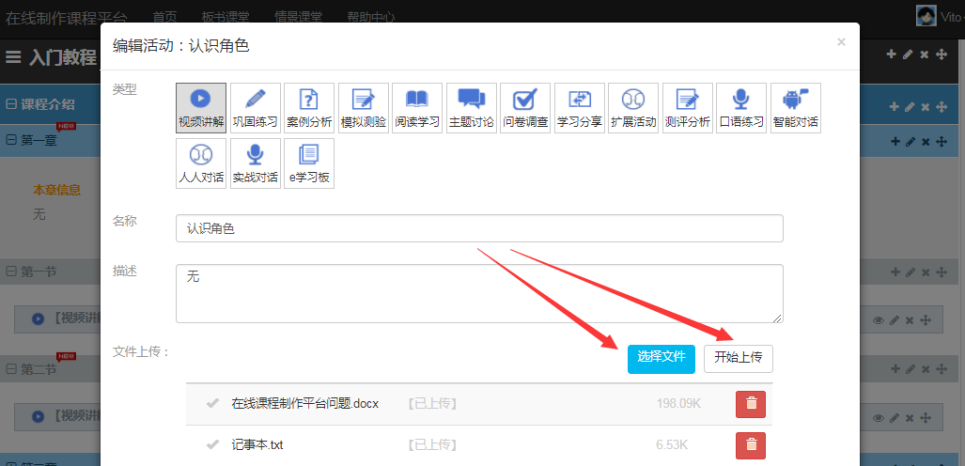 在线制作课程平台 首页 板书课堂 情景课堂 帮助中心 Vito
入门教程
编辑活动：认识角色 ×
类型
视频讲解 巩固练习 案例分析 模拟测验 阅读学习 主题讨论 问卷调查 学习分享 扩展活动 测评分析 口语练习 智能对话
人人对话 实战对话 e学习板
课程介绍
NEW
第一章
本章信息
无
名称 认识角色
描述 无
第一节
【视频讲
文件上传： 选择文件 开始上传
NEW
第二节
在线课程制作平台问题.docx 【已上传】 198.09K
【视频讲
记事本.txt 【已上传】 6.53K